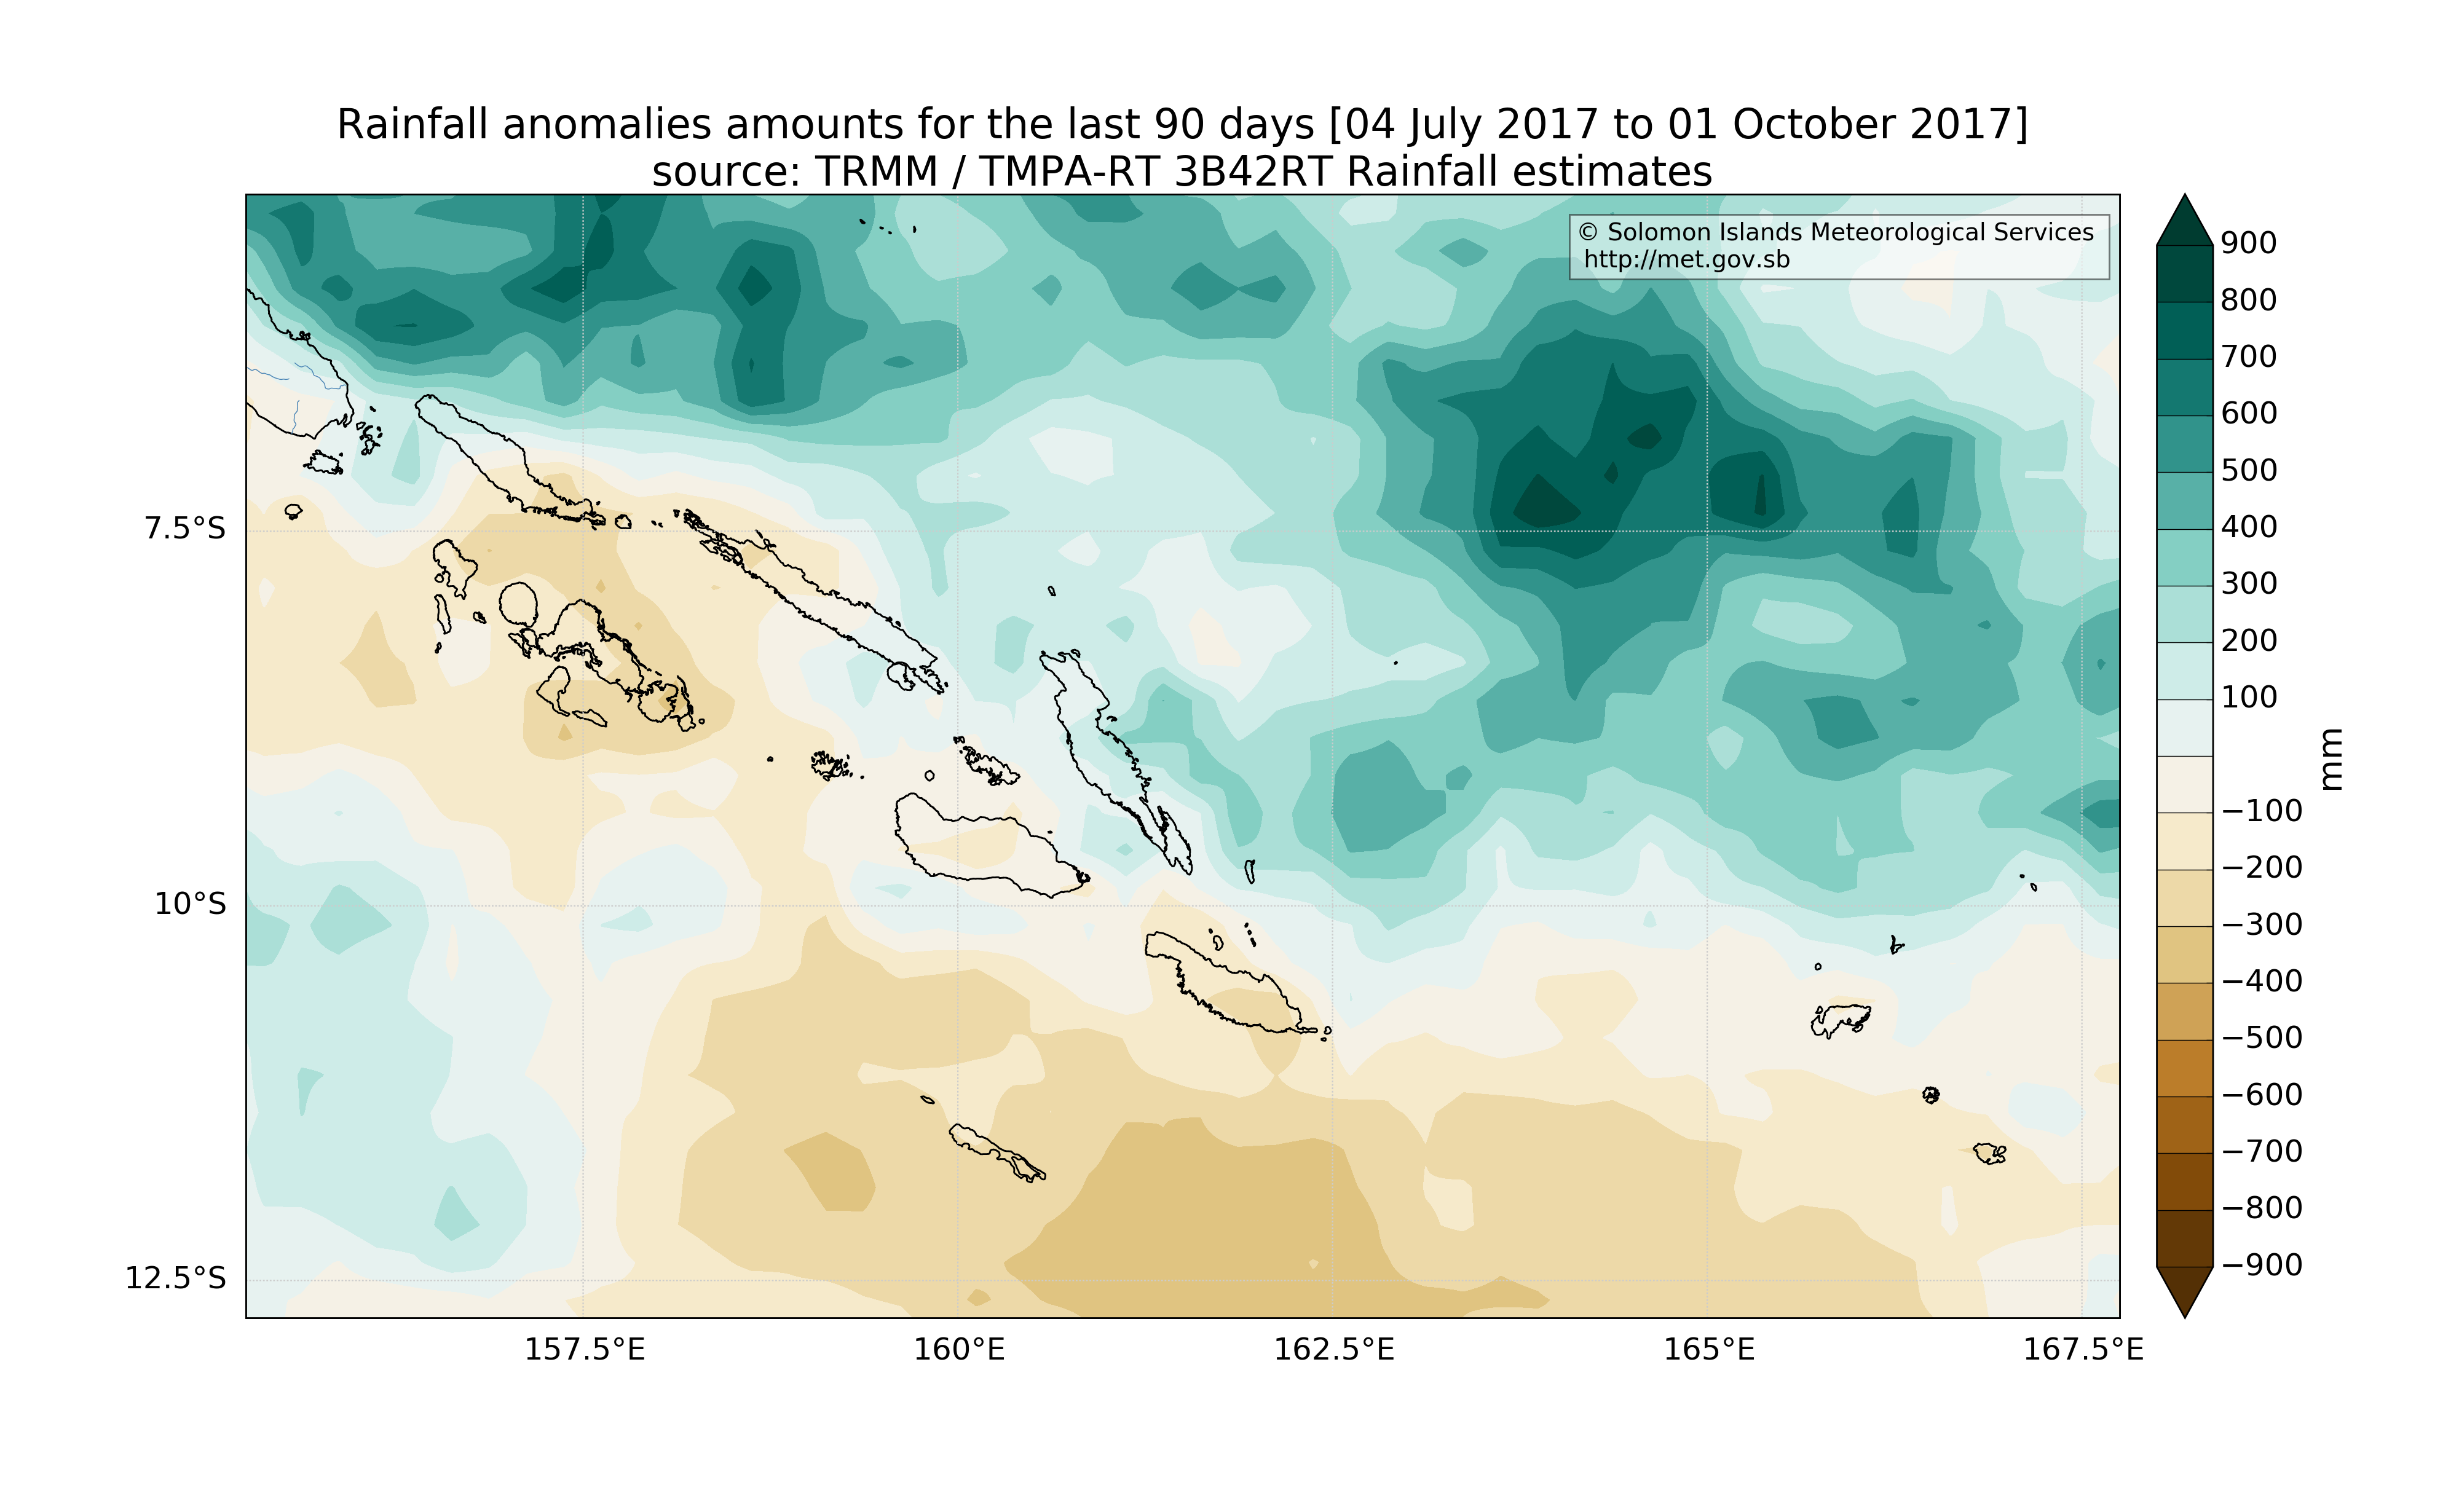 Rainfall anomalies amounts for the last 90 days [04 July 2017 to 01 October 2017]
source: TRMM / TMPA-RT 3B42RT Rainfall estimates
© Solomon Islands Meteorological Services
http://met.gov.sb
7.5°S
10°S
12.5°S
157.5°E
160°E
162.5°E
165°E
167.5°E
900
800
700
600
500
400
300
200
100
−100
−200
−300
−400
−500
−600
−700
−800
−900
mm